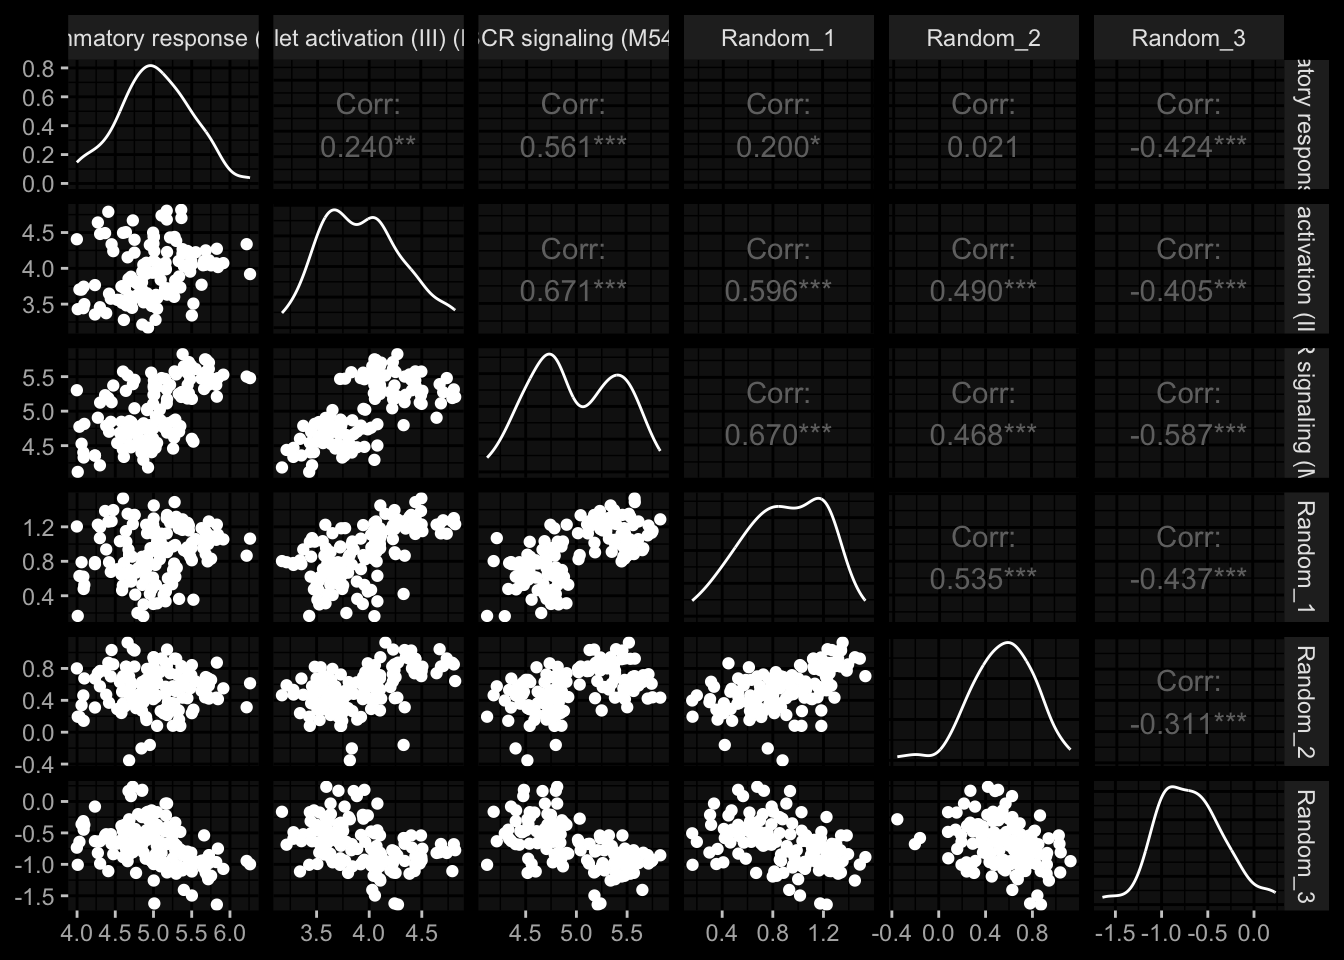 mmatory response (
let activation (III) (
CR signaling (M54
Random_1
Random_2
Random_3
0.8
0.6
0.4
0.2
0.0
Corr:
0.240**
Corr:
0.561***
Corr:
0.200*
Corr:
0.021
Corr:
-0.424***
atory respons
4.5
4.0
3.5
Corr:
0.671***
Corr:
0.596***
Corr:
0.490***
Corr:
-0.405***
activation (II
5.5
5.0
4.5
Corr:
0.670***
Corr:
0.468***
Corr:
-0.587***
signaling (M
1.2
0.8
0.4
Corr:
0.535***
Corr:
-0.437***
Random_1
0.8
0.4
0.0
-0.4
Corr:
-0.311***
Random_2
0.0
-0.5
-1.0
-1.5
Random_3
4.0 4.5 5.0 5.5 6.0
3.5 4.0 4.5
4.5 5.0 5.5
0.4 0.8 1.2
-0.4 0.0 0.4 0.8
-1.5 -1.0 -0.5 0.0